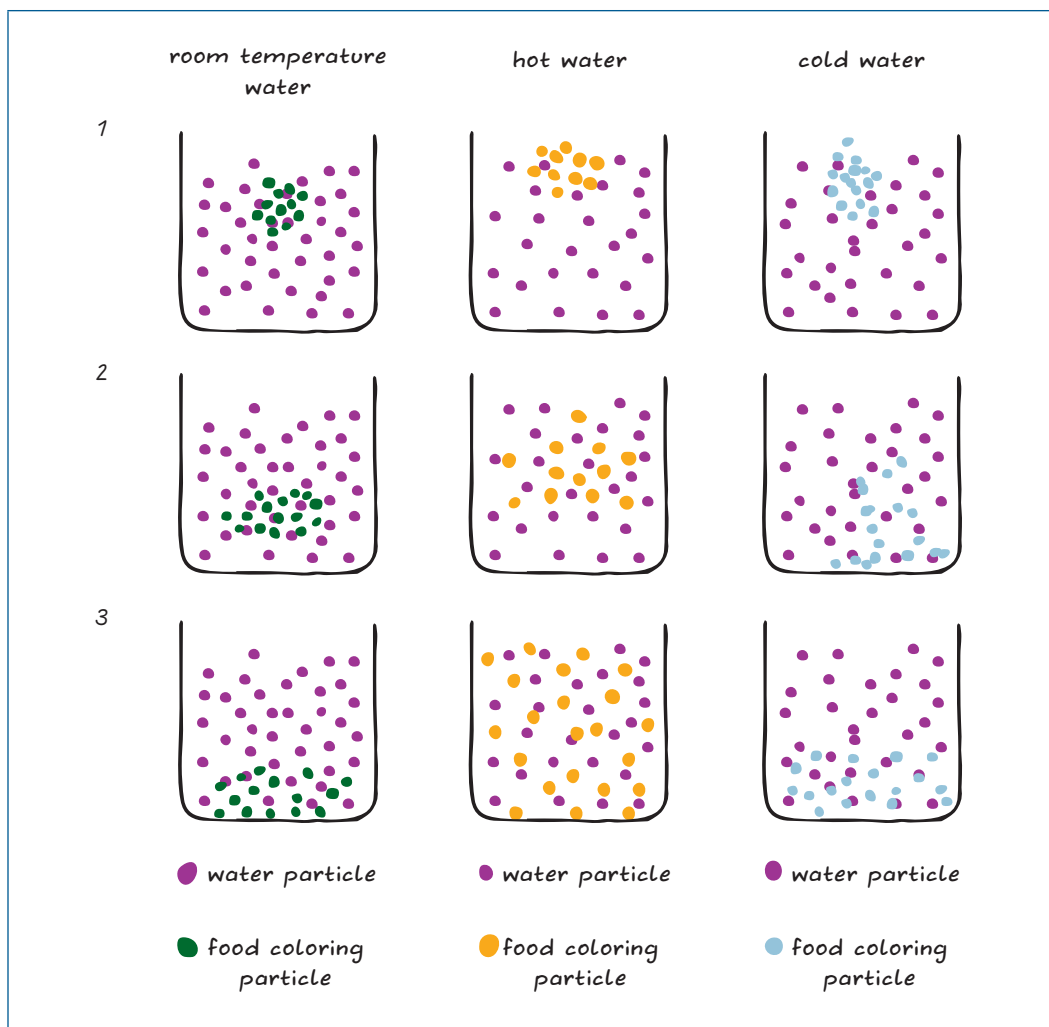 room temperature
water
hot water
cold water
1
2
3
water particle
water particle
water particle
food coloring
particle
food coloring
particle
food coloring
particle